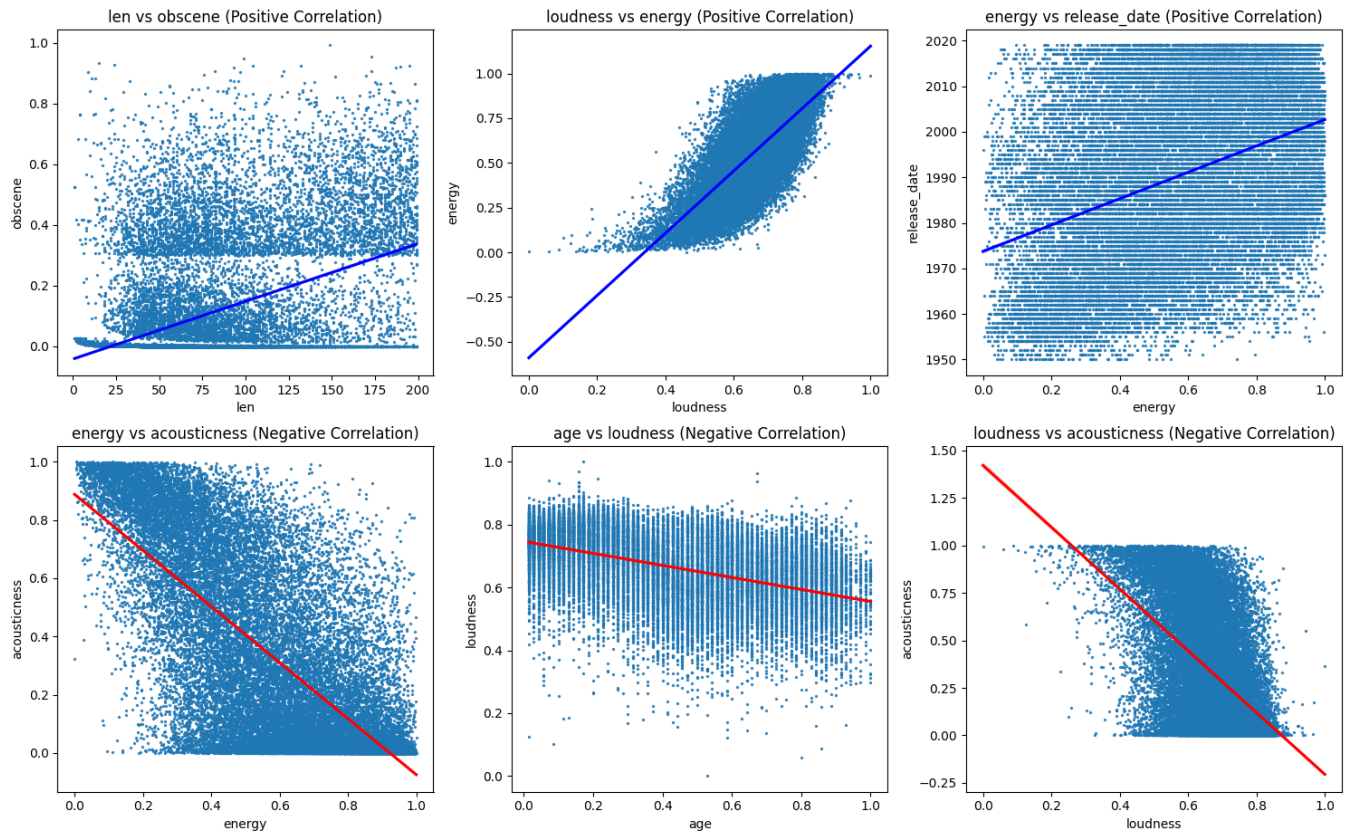 len vs obscene (Positive Correlation)
1.0
0.8
0.6
0.4
0.2
0.0
obscene
0 25 50 75 100 125 150 175 200
len
loudness vs energy (Positive Correlation)
1.00
0.75
0.50
0.25
0.00
−0.25
−0.50
energy
0.0 0.2 0.4 0.6 0.8 1.0
loudness
energy vs release_date (Positive Correlation)
2020
2010
2000
1990
1980
1970
1960
1950
release_date
0.0 0.2 0.4 0.6 0.8 1.0
energy
energy vs acousticness (Negative Correlation)
1.0
0.8
0.6
0.4
0.2
0.0
acousticness
0.0 0.2 0.4 0.6 0.8 1.0
energy
age vs loudness (Negative Correlation)
1.0
0.8
0.6
0.4
0.2
0.0
loudness
0.0 0.2 0.4 0.6 0.8 1.0
age
loudness vs acousticness (Negative Correlation)
1.50
1.25
1.00
0.75
0.50
0.25
0.00
−0.25
acousticness
0.0 0.2 0.4 0.6 0.8 1.0
loudness